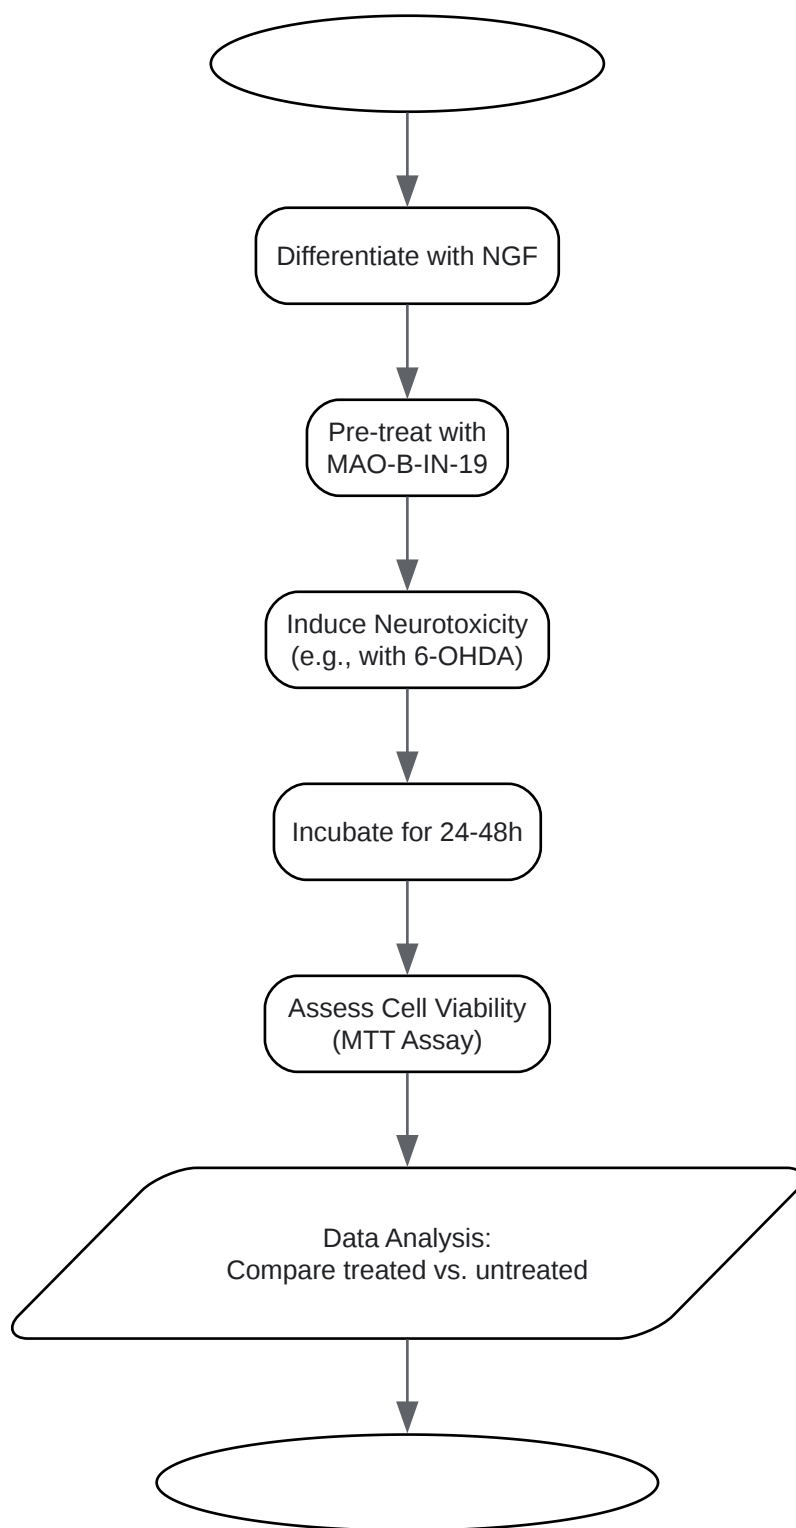 Differentiate with NGF
Pre-treat with
MAO-B-IN-19
Induce Neurotoxicity
(e.g., with 6-OHDA)
Incubate for 24-48h
Assess Cell Viability
(MTT Assay)
Data Analysis:
Compare treated vs. untreated